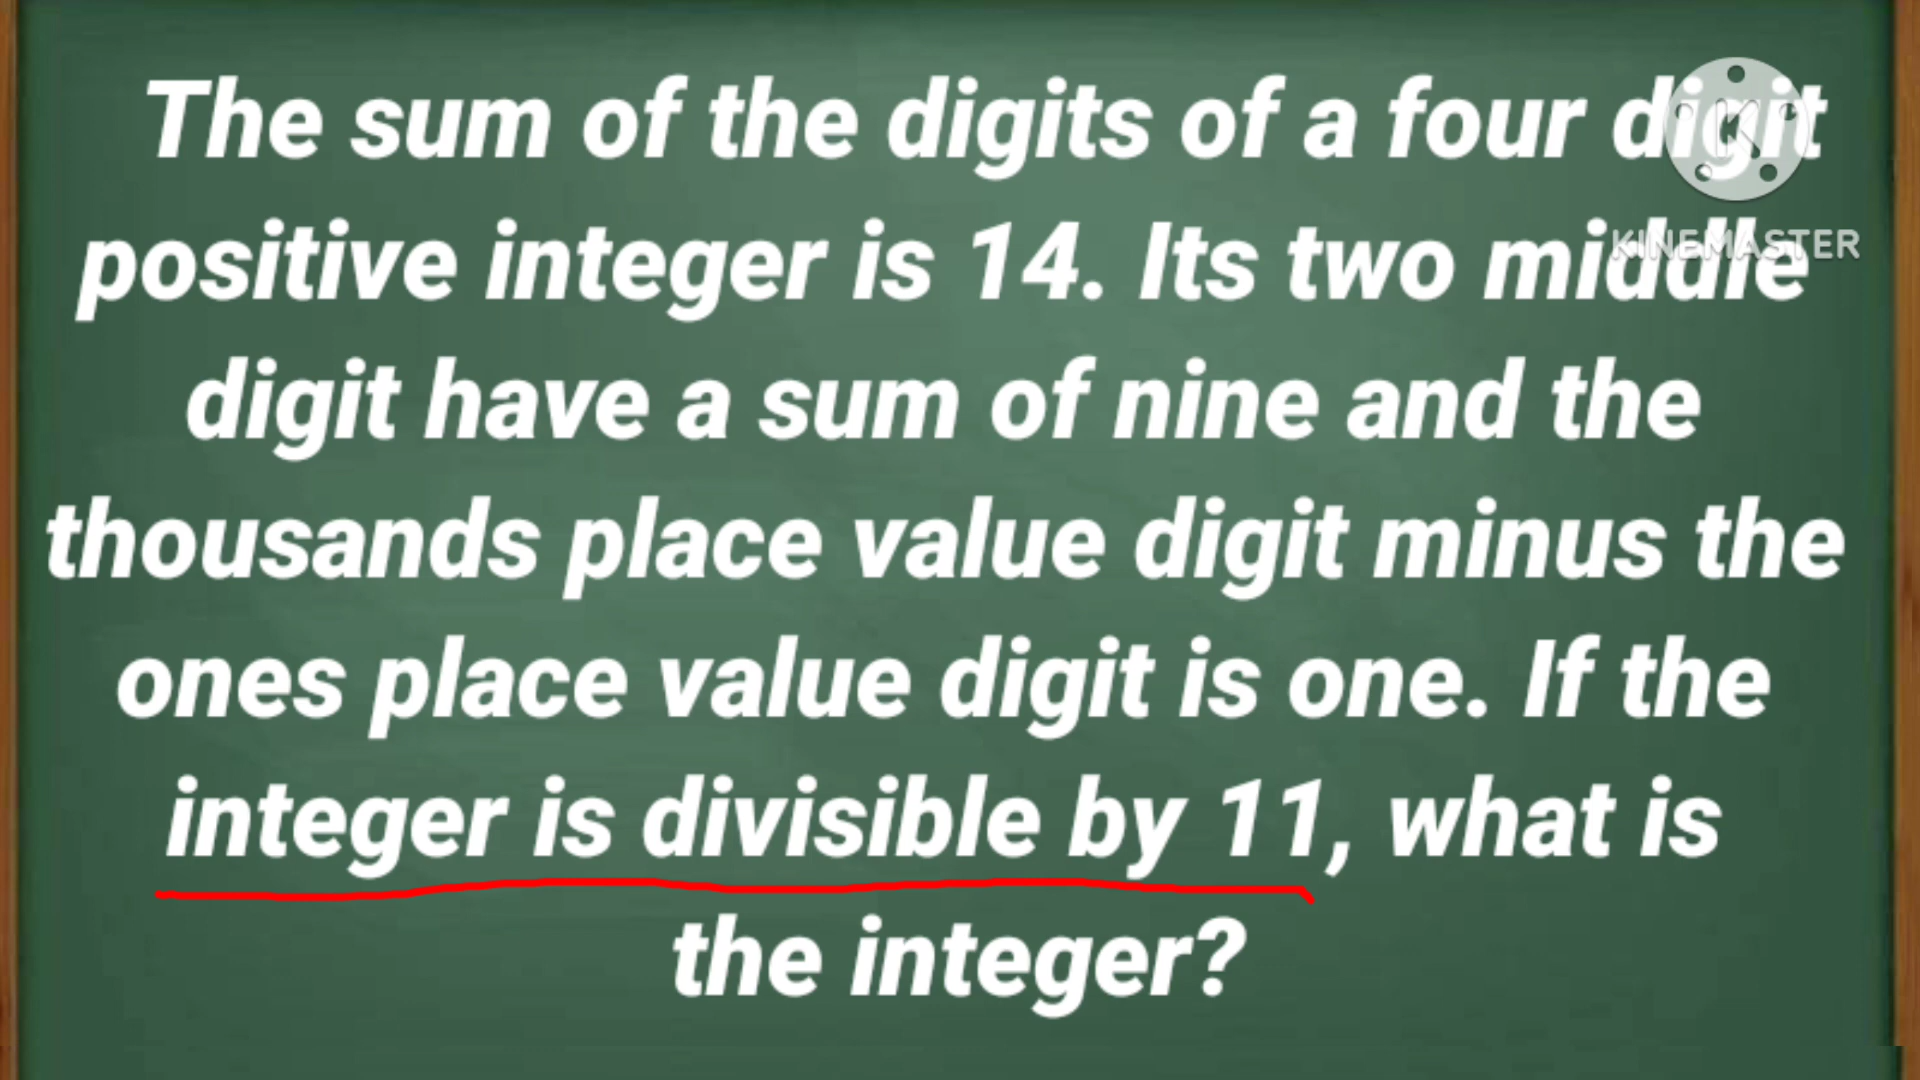 The sum of the digits of a four digit
positive integer is 14. Its two middle
digit have a sum of nine and the
thousands place value digit minus the
ones place value digit is one. If the
integer is divisible by 11, what is
the integer?
K
KINEMASTER